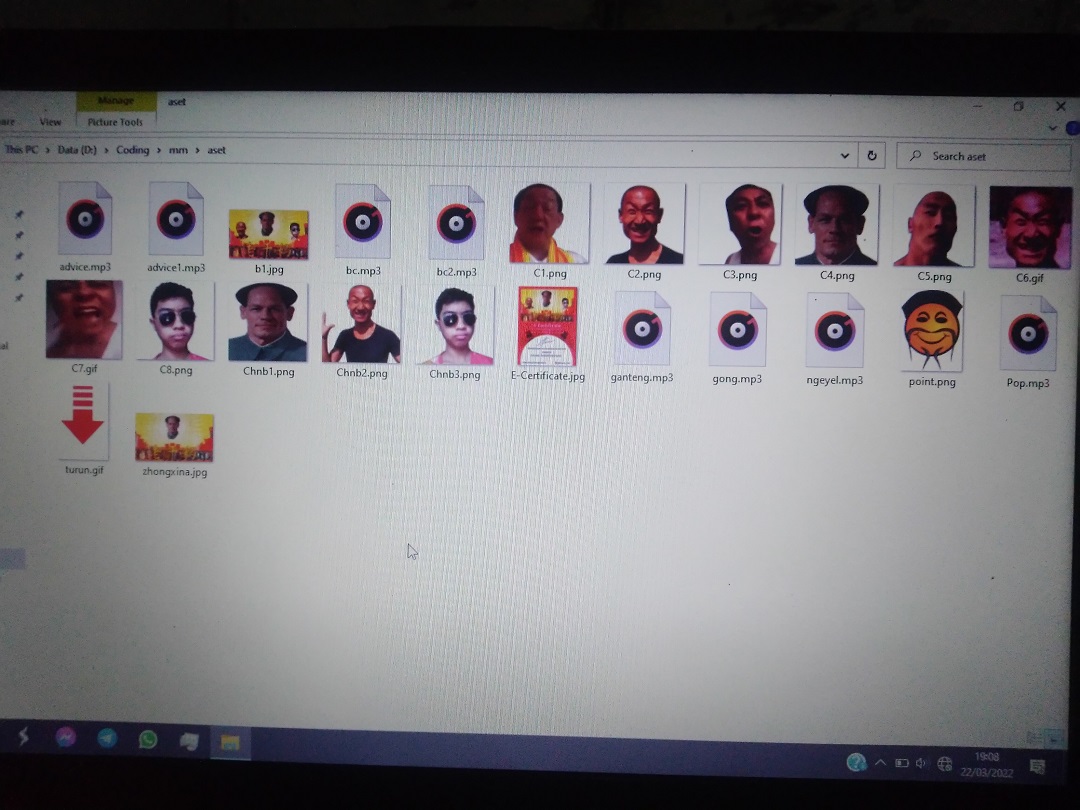 Manage
aset
View
Picture Tools
This PC > Data (D:) > Coding > mm > aset
Search aset
advice.mp3
advice1.mp3
b1.jpg
bc.mp3
bc2.mp3
C1.png
C2.png
C3.png
C4.png
C5.png
C6.gif
C7.gif
C8.png
Chnb1.png
Chnb2.png
Chnb3.png
E-Certificate.jpg
ganteng.mp3
gong.mp3
ngeyel.mp3
point.png
Pop.mp3
turun.gif
zhongxina.jpg
19:08
22/03/2022